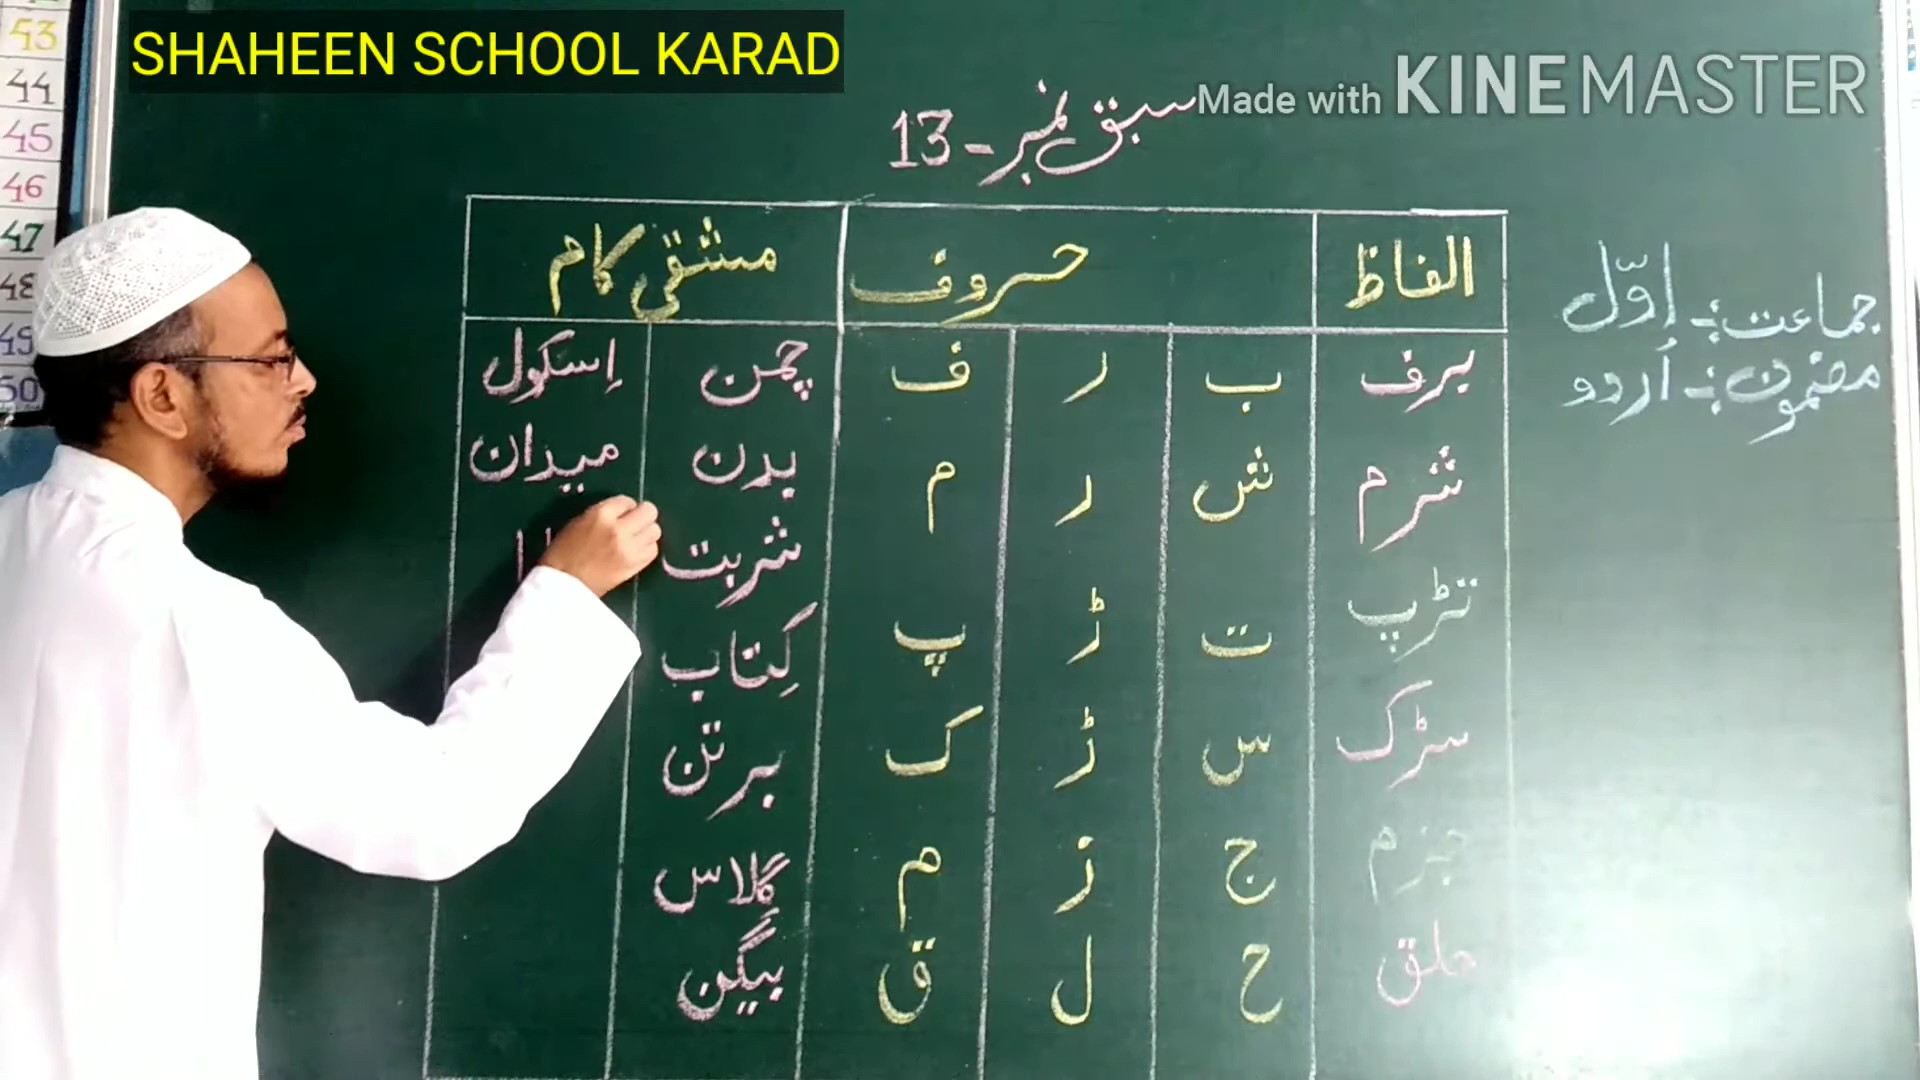 SHAHEEN SCHOOL KARAD
Made with KINEMASTER
سبق نمبر - 13
جماعت :- اوّل
مضمون :- اُردو
الفاظ حروف مشقی کام
برف ب ر ف چمن اِسکول
شرم ش ر م بدن میدان
تڑپ ت ڑ پ شربت
سڑک س ڑ ک کِتاب
جزم ج ز م برتن
حلق ح ل ق گلاس
بیگن
43
44
45
46
47
48
49
50